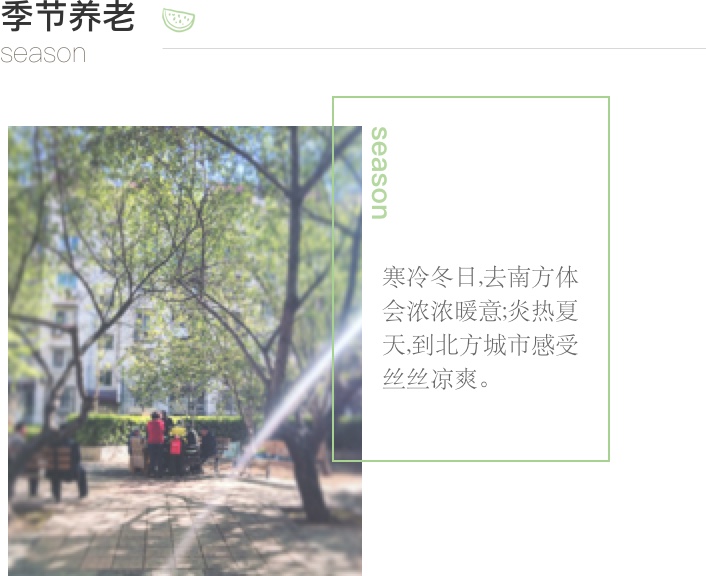 季节养老
season
season
寒冷冬日,去南方体
会浓浓暖意;炎热夏
天,到北方城市感受
丝丝凉爽。